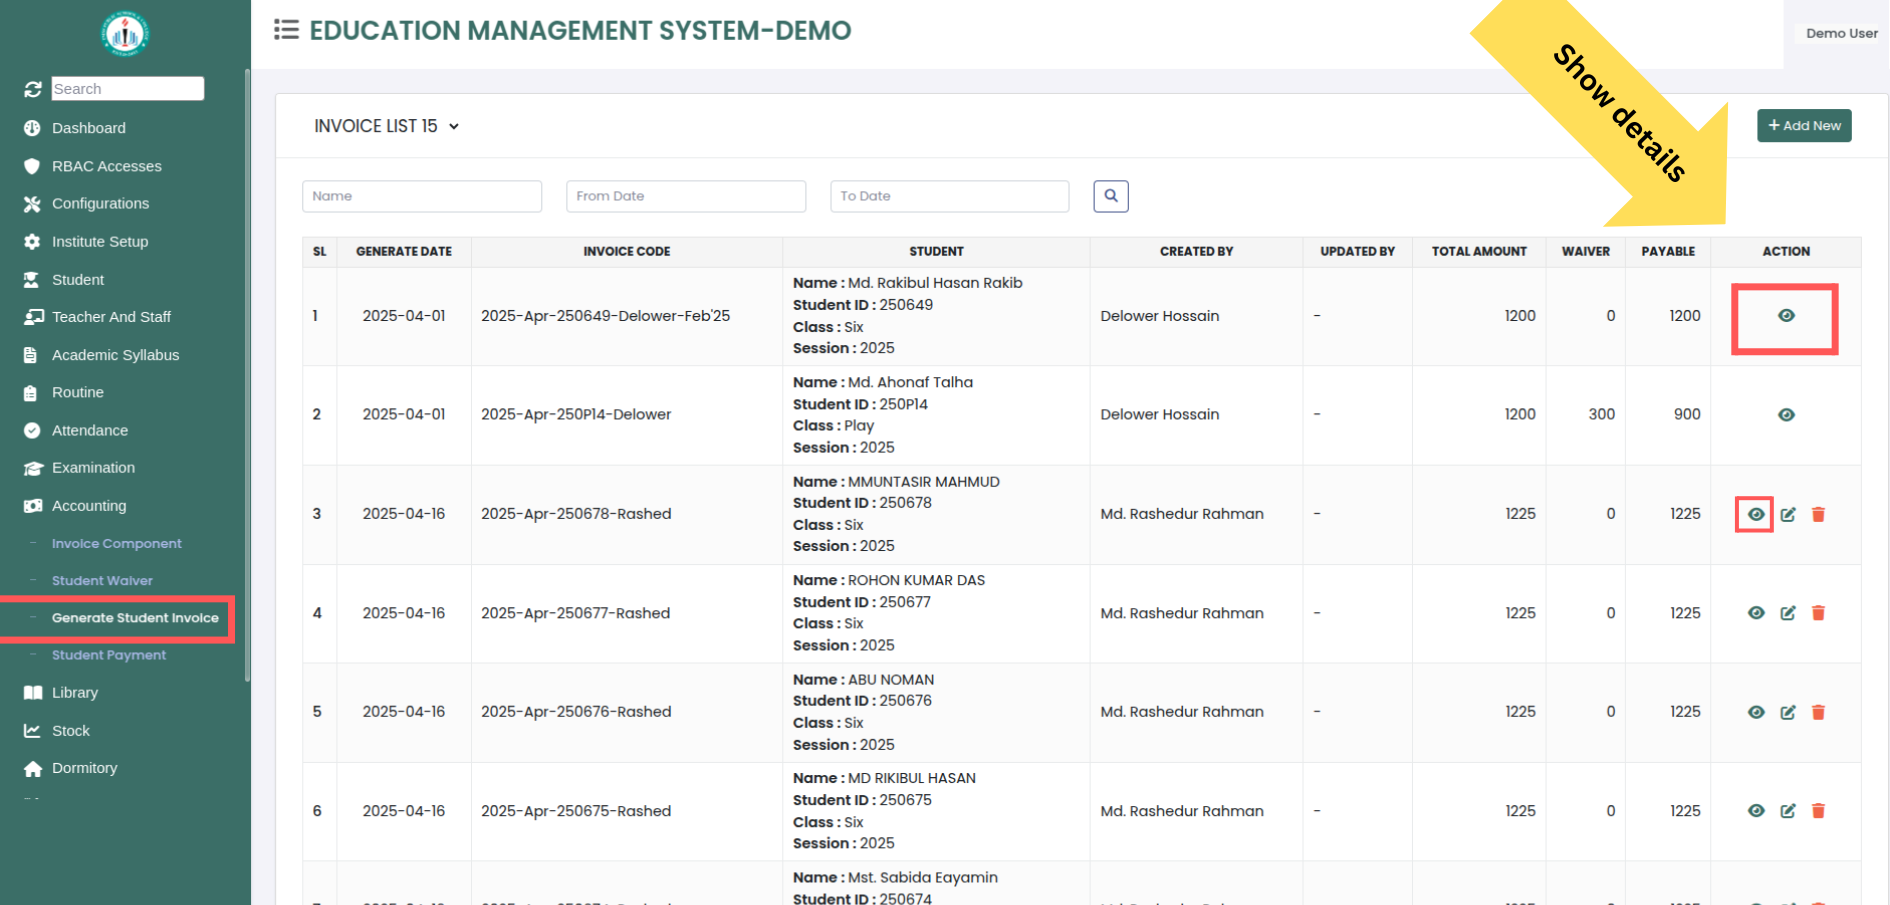 EDUCATION MANAGEMENT SYSTEM-DEMO
Demo User
Show details
Search
Dashboard
RBAC Accesses
Configurations
Institute Setup
Student
Teacher And Staff
Academic Syllabus
Routine
Attendance
Examination
Accounting
- Invoice Component
- Student Waiver
- Generate Student Invoice
- Student Payment
Library
Stock
Dormitory
INVOICE LIST 15
+ Add New
Name From Date To Date
SL GENERATE DATE INVOICE CODE STUDENT CREATED BY UPDATED BY TOTAL AMOUNT WAIVER PAYABLE ACTION
Name : Md. Rakibul Hasan Rakib
Student ID : 250649
1 2025-04-01 2025-Apr-250649-Delower-Feb'25 Delower Hossain - 1200 0 1200
Class : Six
Session : 2025
Name : Md. Ahonaf Talha
Student ID : 250P14
2 2025-04-01 2025-Apr-250P14-Delower Delower Hossain - 1200 300 900
Class : Play
Session : 2025
Name : MMUNTASIR MAHMUD
Student ID : 250678
3 2025-04-16 2025-Apr-250678-Rashed Md. Rashedur Rahman - 1225 0 1225
Class : Six
Session : 2025
Name : ROHON KUMAR DAS
Student ID : 250677
4 2025-04-16 2025-Apr-250677-Rashed Md. Rashedur Rahman - 1225 0 1225
Class : Six
Session : 2025
Name : ABU NOMAN
Student ID : 250676
5 2025-04-16 2025-Apr-250676-Rashed Md. Rashedur Rahman - 1225 0 1225
Class : Six
Session : 2025
Name : MD RIKIBUL HASAN
Student ID : 250675
6 2025-04-16 2025-Apr-250675-Rashed Md. Rashedur Rahman - 1225 0 1225
Class : Six
Session : 2025
Name : Mst. Sabida Eayamin
Student ID : 250674